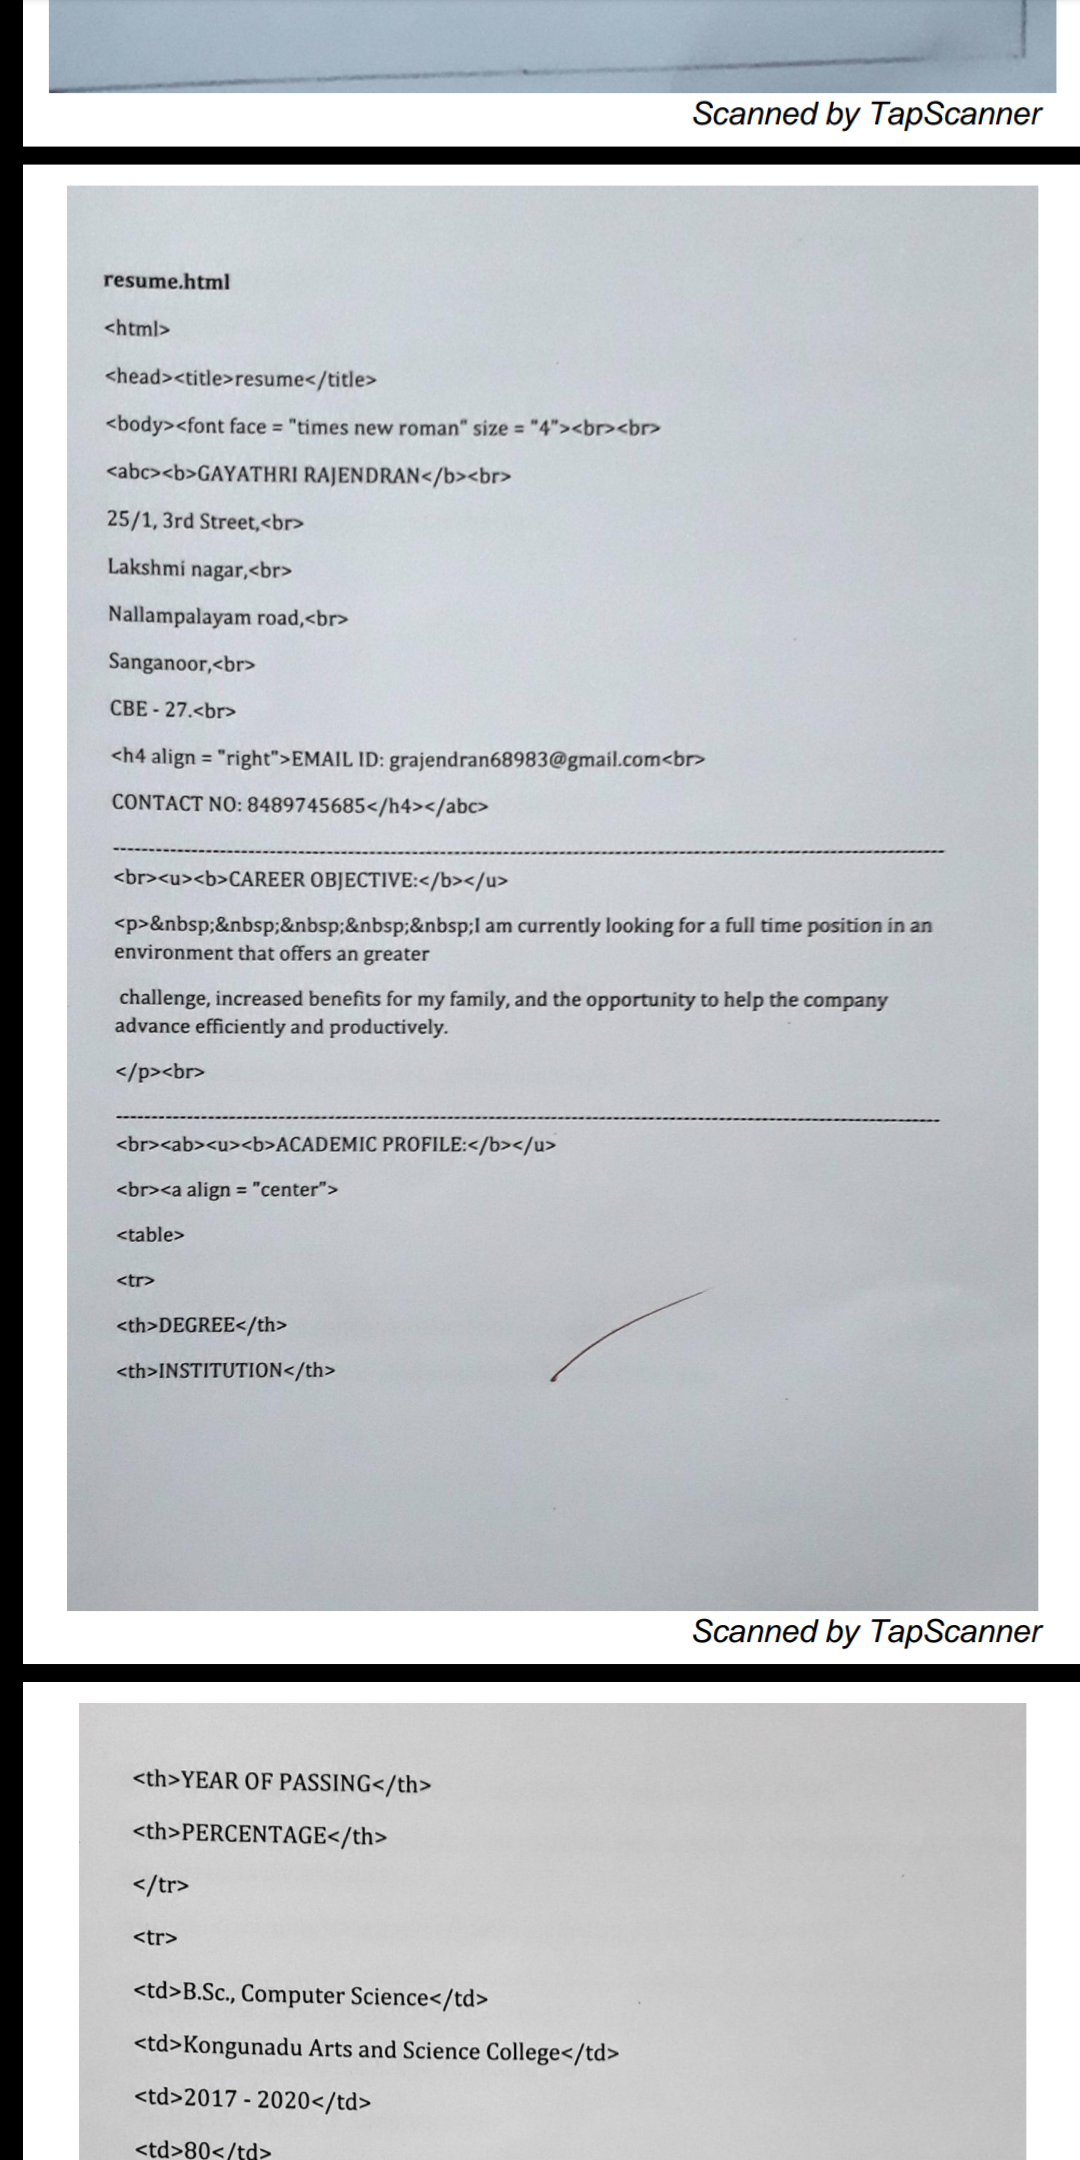 Scanned by TapScanner
resume.html
<html>
<head><title>resume</title>
<body><font face = "times new roman" size = "4"><br><br>
<abc><b>GAYATHRI RAJENDRAN</b><br>
25/1, 3rd Street,<br>
Lakshmi nagar,<br>
Nallampalayam road,<br>
Sanganoor,<br>
CBE - 27.<br>
<h4 align = "right">EMAIL ID: grajendran68983@gmail.com<br>
CONTACT NO: 8489745685</h4></abc>
<br><u><b>CAREER OBJECTIVE:</b></u>
<p>&nbsp;&nbsp;&nbsp;&nbsp;&nbsp;I am currently looking for a full time position in an
environment that offers an greater
challenge, increased benefits for my family, and the opportunity to help the company
advance efficiently and productively.
</p><br>
<br><ab><u><b>ACADEMIC PROFILE:</b></u>
<br><a align = "center">
<table>
<tr>
<th>DEGREE</th>
<th>INSTITUTION</th>
Scanned by TapScanner
<th>YEAR OF PASSING</th>
<th>PERCENTAGE</th>
</tr>
<tr>
<td>B.Sc., Computer Science</td>
<td>Kongunadu Arts and Science College</td>
<td>2017 - 2020</td>
<td>80</td>